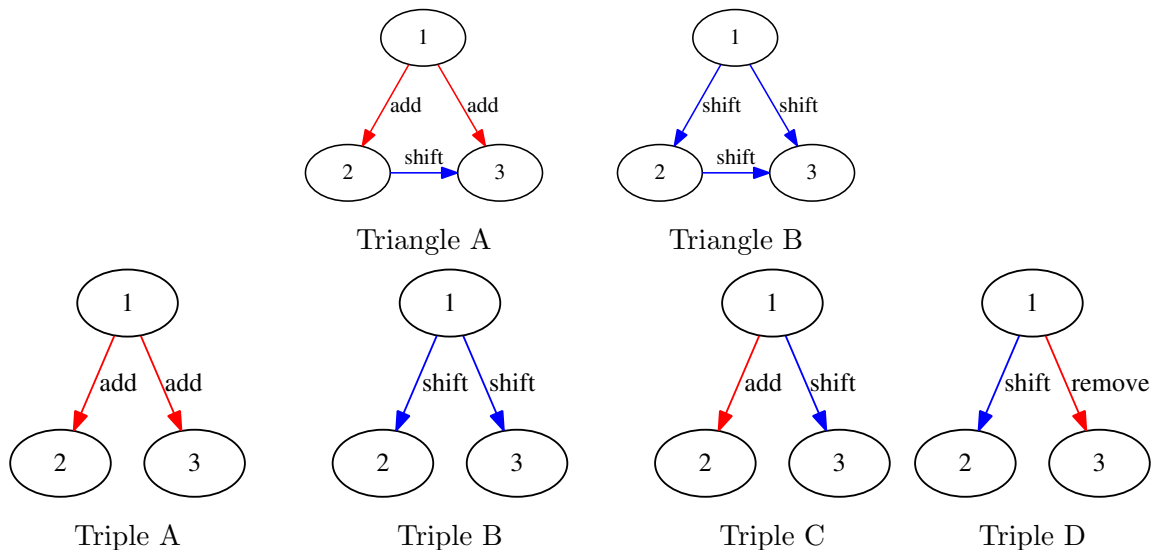 1 1
add add shift shift
2 shift 3 2 shift 3
Triangle A Triangle B
1 1 1 1
add add shift shift add shift shift remove
2 3 2 3 2 3 2 3
Triple A Triple B Triple C Triple D